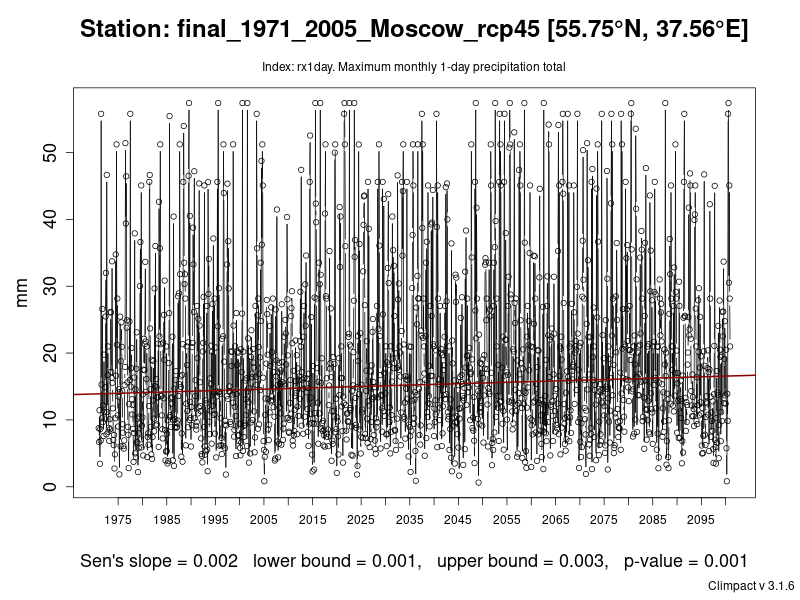 Station: final_1971_2005_Moscow_rcp45 [55.75°N, 37.56°E]
Index: rx1day. Maximum monthly 1-day precipitation total
50
40
30
20
10
0
mm
1975 1985 1995 2005 2015 2025 2035 2045 2055 2065 2075 2085 2095
Sen's slope = 0.002 lower bound = 0.001, upper bound = 0.003, p-value = 0.001
Climpact v 3.1.6